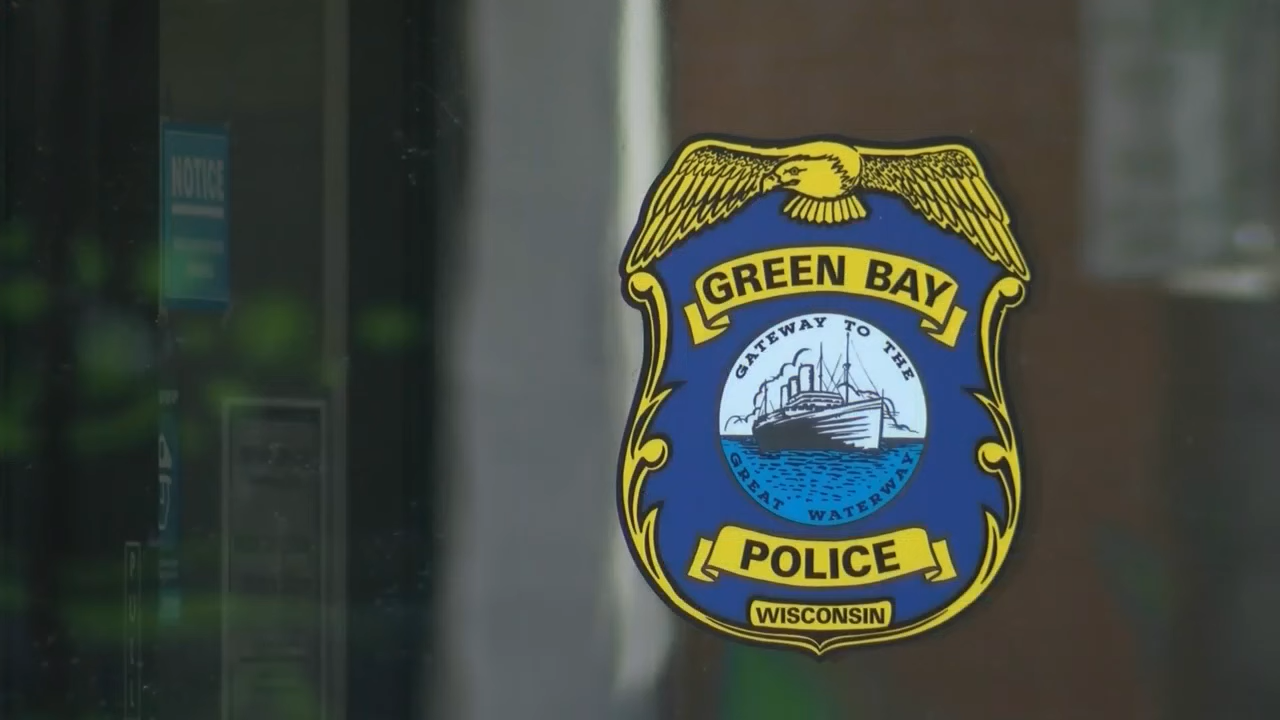 NOTICE
GREEN BAY
GATEWAY TO THE
GREAT WATERWAY
POLICE
WISCONSIN